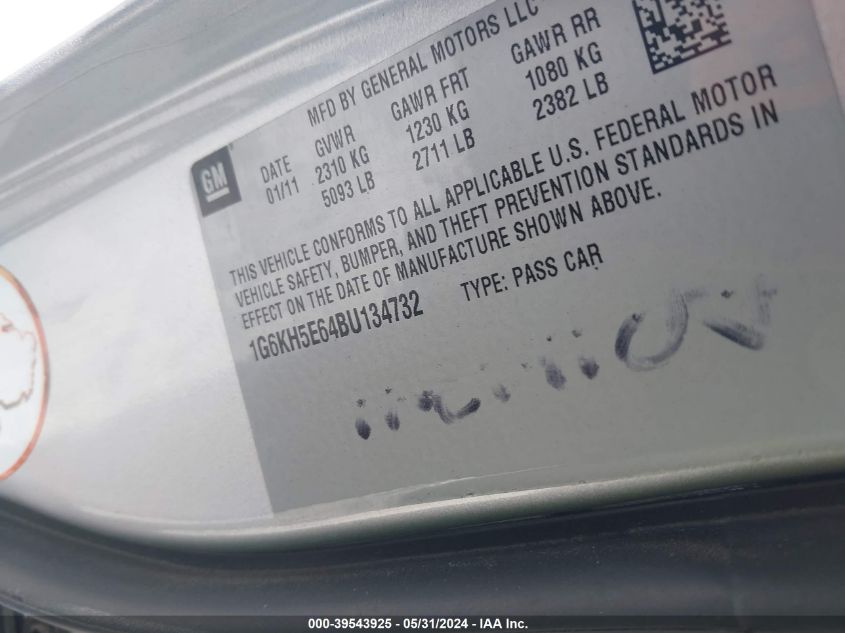 MFD BY GENERAL MOTORS LLC
GM
DATE GVWR GAWR FRT GAWR RR
01/11 2310 KG 1230 KG 1080 KG
5093 LB 2711 LB 2382 LB
THIS VEHICLE CONFORMS TO ALL APPLICABLE U.S. FEDERAL MOTOR
VEHICLE SAFETY, BUMPER, AND THEFT PREVENTION STANDARDS IN
EFFECT ON THE DATE OF MANUFACTURE SHOWN ABOVE.
1G6KH5E64BU134732 TYPE: PASS CAR
000-39543925 - 05/31/2024 - IAA Inc.